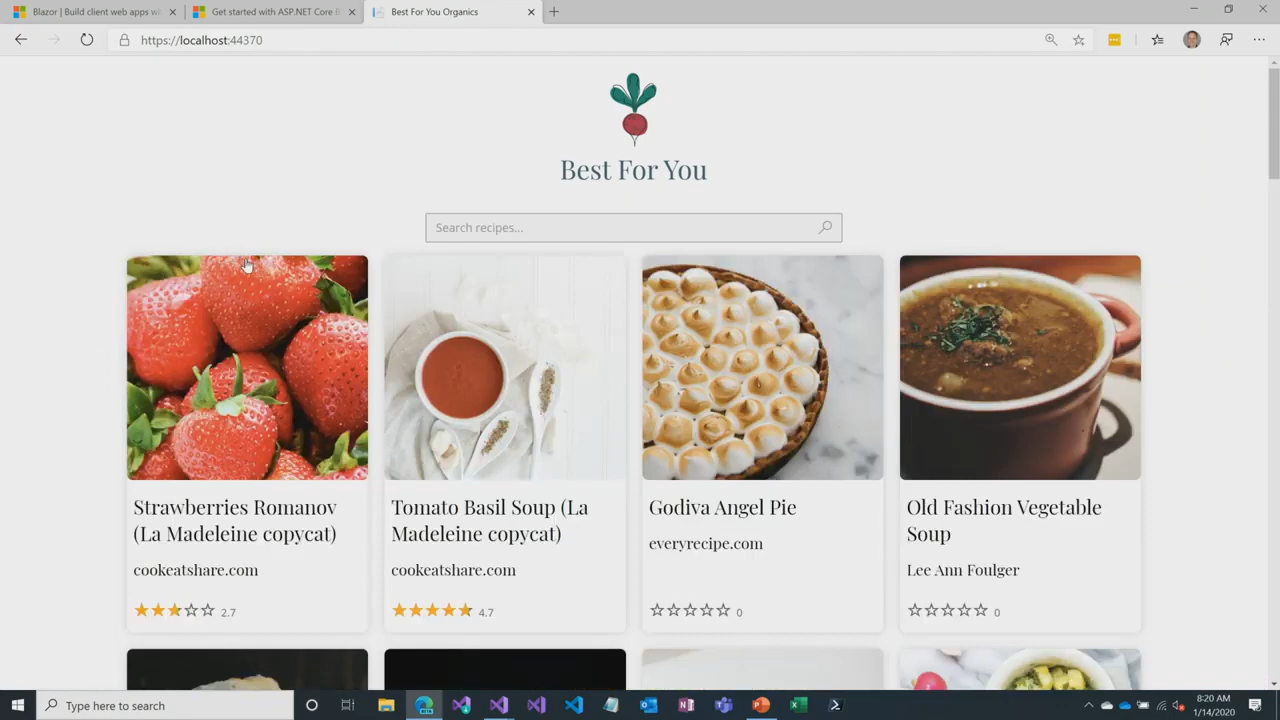 Blazor | Build client web apps wi
Get started with ASP.NET Core B
Best For You Organics
https://localhost:44370
Best For You
Search recipes...
Strawberries Romanov
(La Madeleine copycat)
cookeatshare.com
2.7
Tomato Basil Soup (La
Madeleine copycat)
cookeatshare.com
4.7
Godiva Angel Pie
everyrecipe.com
0
Old Fashion Vegetable
Soup
Lee Ann Foulger
0
Type here to search
8:20 AM
1/14/2020